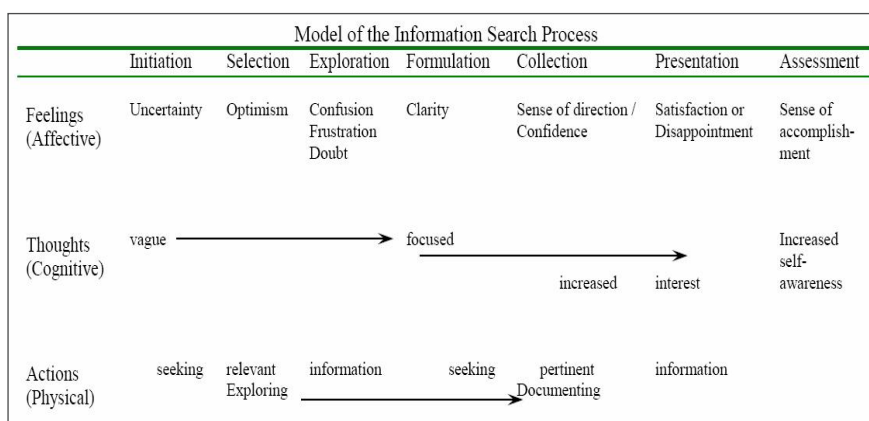 Model of the Information Search Process
Initiation Selection Exploration Formulation Collection Presentation Assessment
Feelings (Affective)
Uncertainty
Optimism
Confusion
Frustration
Doubt
Clarity
Sense of direction /
Confidence
Satisfaction or
Disappointment
Sense of
accomplish-
ment
Thoughts
(Cognitive)
vague
focused
increased interest
Increased
self-
awareness
Actions
(Physical)
seeking relevant information seeking pertinent information
Exploring Documenting